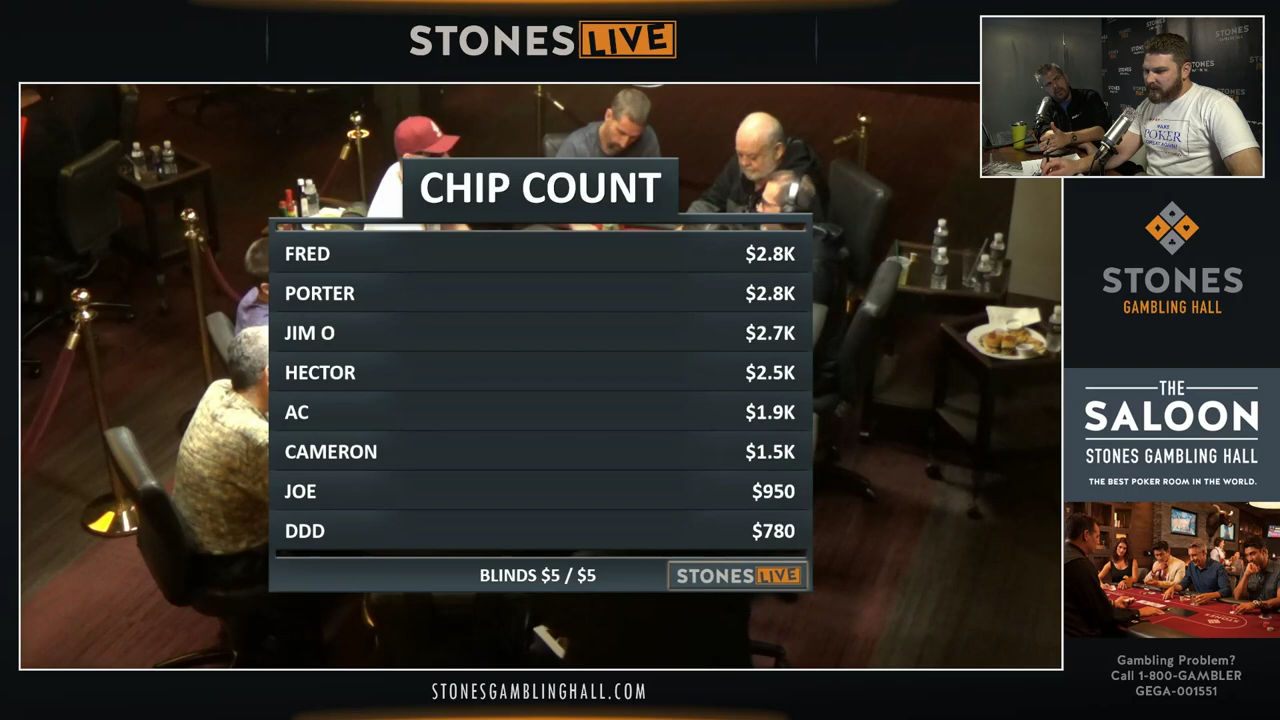 STONES LIVE
CHIP COUNT
FRED $2.8K
PORTER $2.8K
JIM O $2.7K
HECTOR $2.5K
AC $1.9K
CAMERON $1.5K
JOE $950
DDD $780
BLINDS $5 / $5
STONES LIVE
STONESGAMBLINGHALL.COM
POKER
STONES
GAMBLING HALL
THE
SALOON
STONES GAMBLING HALL
THE BEST POKER ROOM IN THE WORLD.
Gambling Problem?
Call 1-800-GAMBLER
GEGA-001551